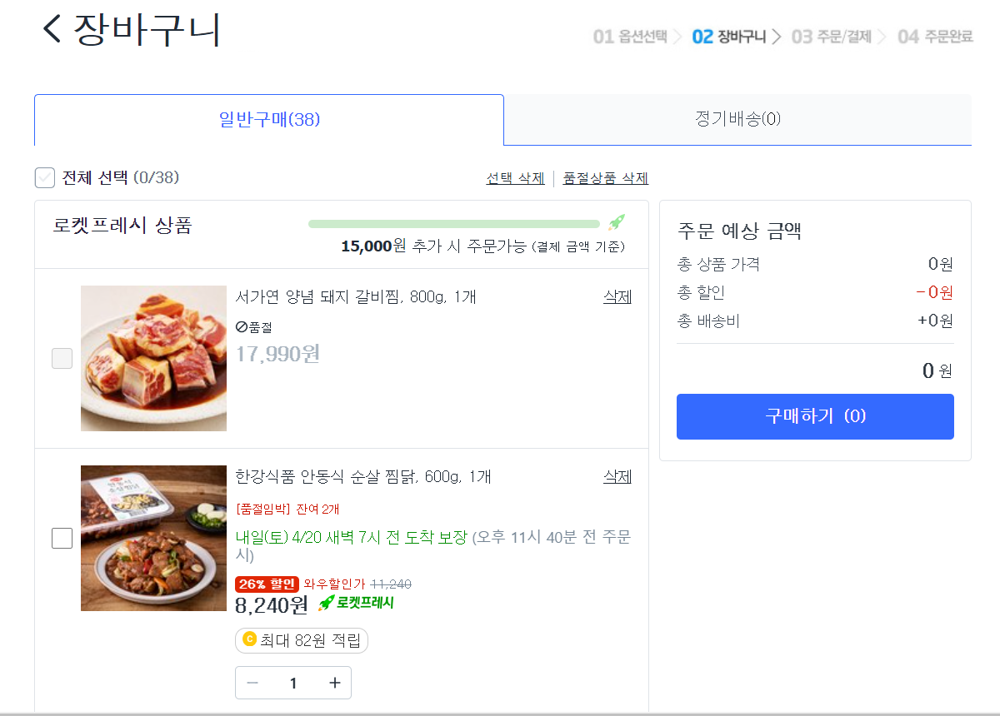 장바구니
01 옵션선택 02 장바구니 03 주문/결제 04 주문완료
일반구매(38)
정기배송(0)
전체 선택 (0/38)
선택 삭제
품절상품 삭제
로켓프레시 상품
15,000원 추가 시 주문가능 (결제 금액 기준)
서가연 양념 돼지 갈비찜, 800g, 1개
삭제
품절
17,990원
한강식품 안동식 순살 찜닭, 600g, 1개
삭제
[품절임박] 잔여 2개
내일(토) 4/20 새벽 7시 전 도착 보장 (오후 11시 40분 전 주문
시)
26% 할인 와우할인가 11,240
8,240원 로켓프레시
C 최대 82원 적립
− 1 +
주문 예상 금액
총 상품 가격 0원
총 할인 −0원
총 배송비 +0원
0 원
구매하기 (0)